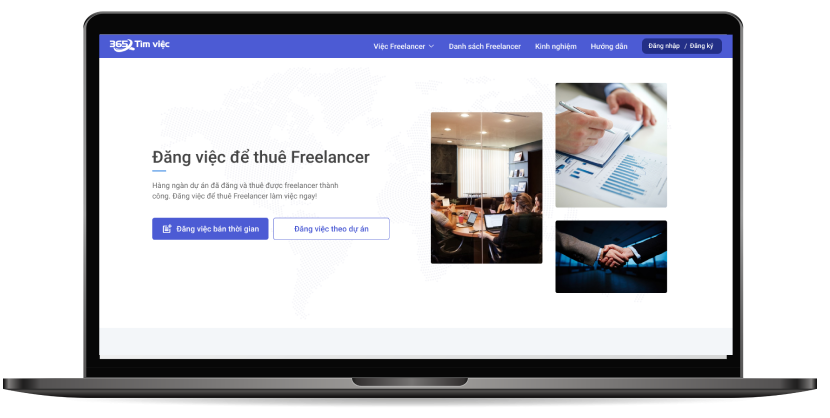 365 Tìm việc
Việc Freelancer
Danh sách Freelancer
Kinh nghiệm
Hướng dẫn
Đăng nhập / Đăng ký
Đăng việc để thuê Freelancer
Hàng ngàn dự án đã đăng và thuê được freelancer thành
công. Đăng việc để thuê Freelancer làm việc ngay!
Đăng việc bán thời gian
Đăng việc theo dự án